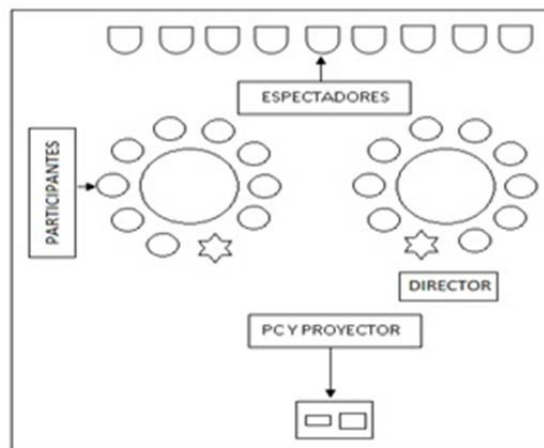 ESPECTADORES
PARTICIPANTES
DIRECTOR
PC Y PROYECTOR